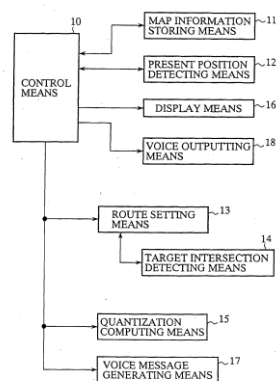 10
CONTROL
MEANS
MAP INFORMATION
STORING MEANS
11
PRESENT POSITION
DETECTING MEANS
12
DISPLAY MEANS
16
VOICE OUTPUTTING
MEANS
18
ROUTE SETTING
MEANS
13
14
TARGET INTERSECTION
DETECTING MEANS
QUANTIZATION
COMPUTING MEANS
15
VOICE MESSAGE
GENERATING MEANS
17